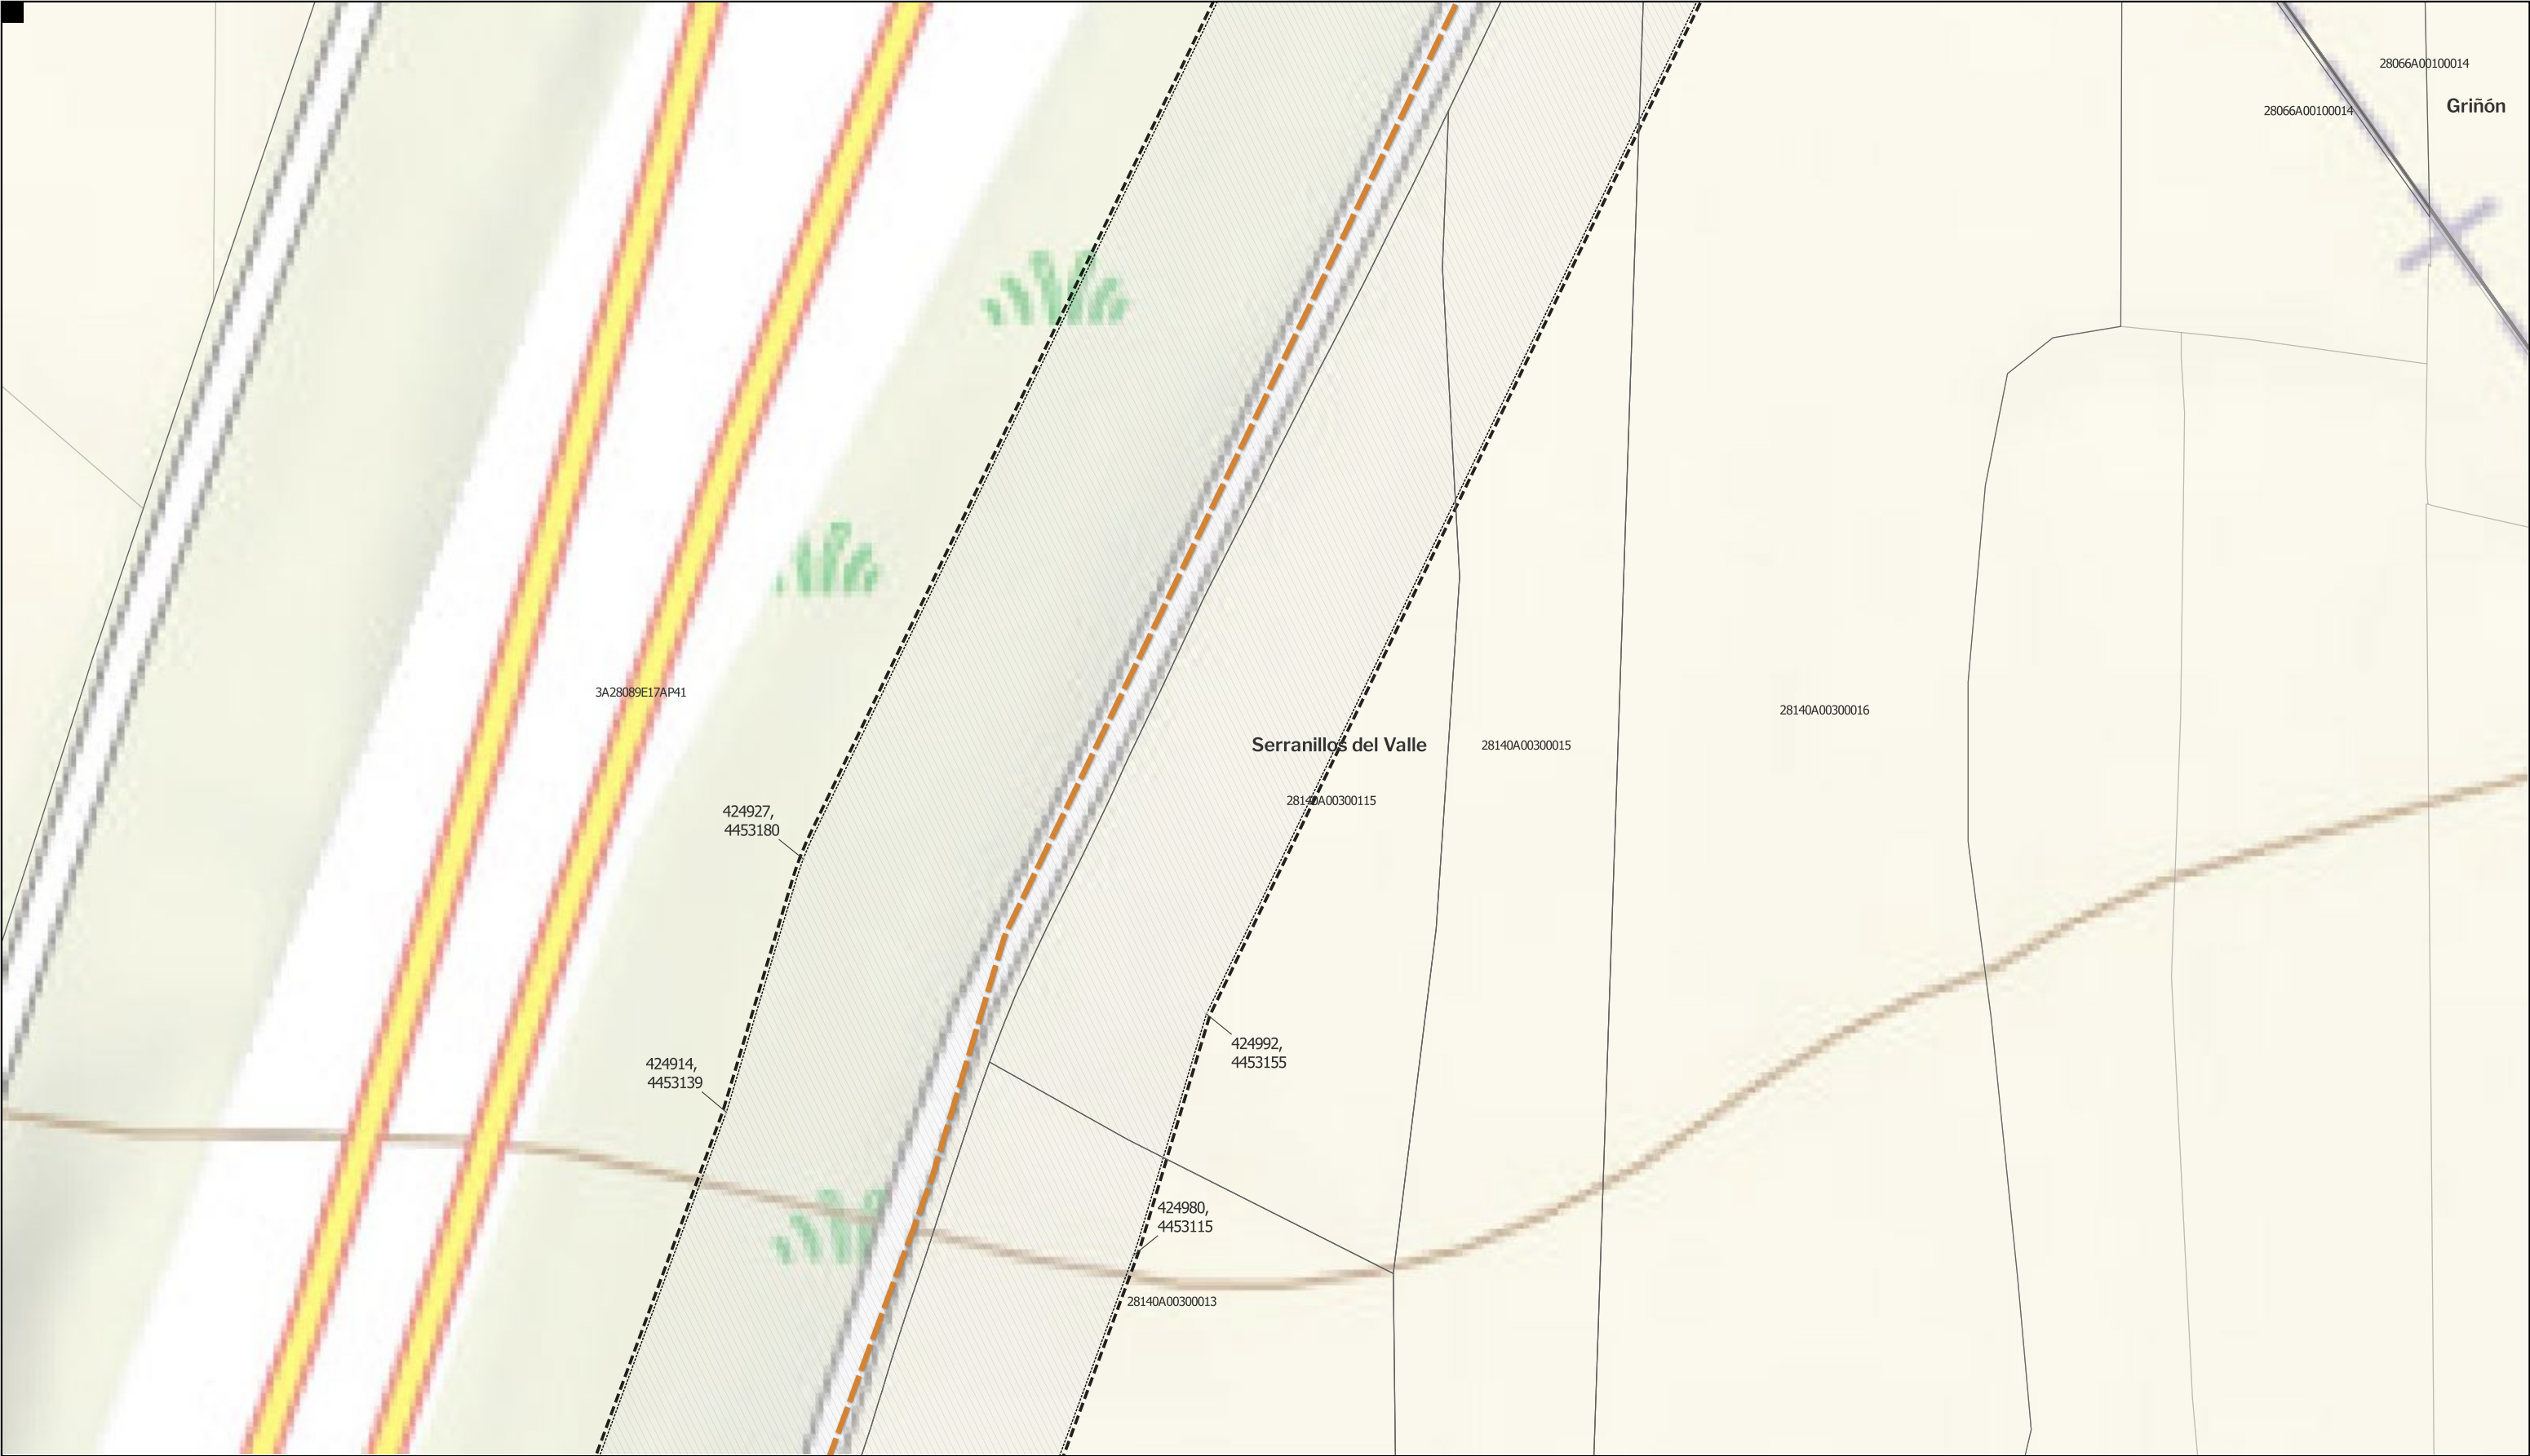 28066A00100014
Griñón
28066A00100014
3A28089E17AP41
28140A00300016
Serranillos del Valle
28140A00300015
28140A00300115
424927,
4453180
424992,
4453155
424914,
4453139
424980,
4453115
28140A00300013